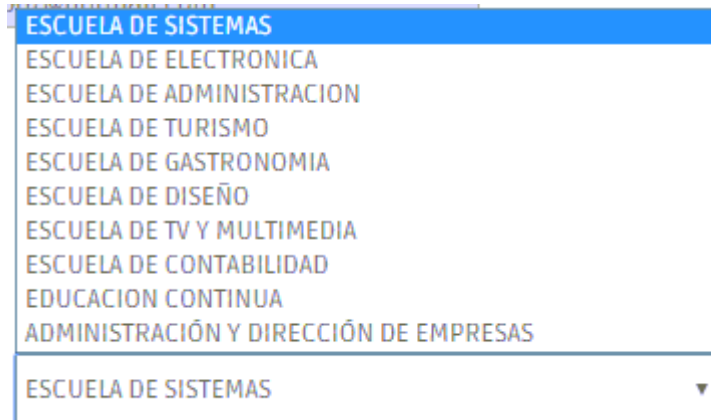 ESCUELA DE SISTEMAS
ESCUELA DE ELECTRONICA
ESCUELA DE ADMINISTRACION
ESCUELA DE TURISMO
ESCUELA DE GASTRONOMIA
ESCUELA DE DISEÑO
ESCUELA DE TV Y MULTIMEDIA
ESCUELA DE CONTABILIDAD
EDUCACION CONTINUA
ADMINISTRACIÓN Y DIRECCIÓN DE EMPRESAS
ESCUELA DE SISTEMAS